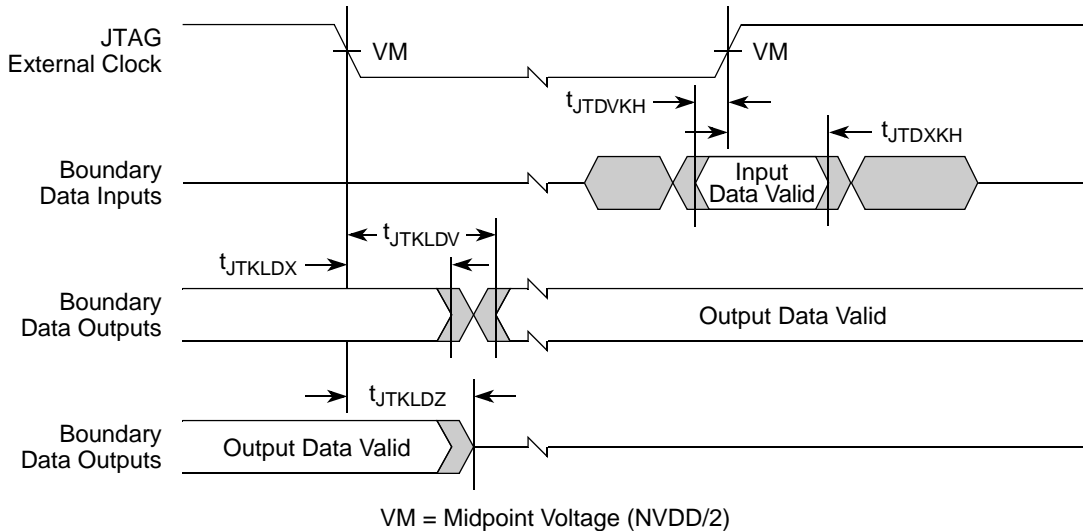 JTAG
External Clock
VM
VM
tJTDVKH
tJTDXKH
Boundary
Data Inputs
Input
Data Valid
tJTKLDV
tJTKLDX
Boundary
Data Outputs
Output Data Valid
tJTKLDZ
Boundary
Data Outputs
Output Data Valid
VM = Midpoint Voltage (NVDD/2)